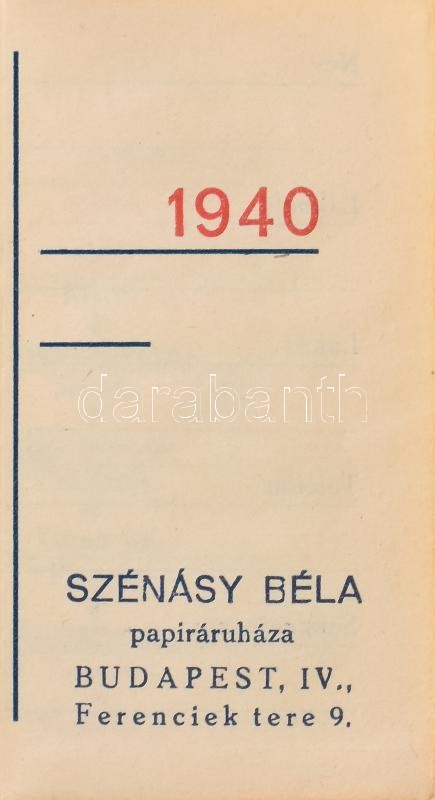 1940
darabanth
SZÉNÁSY BÉLA
papiráruháza
BUDAPEST, IV.,
Ferenciek tere 9.